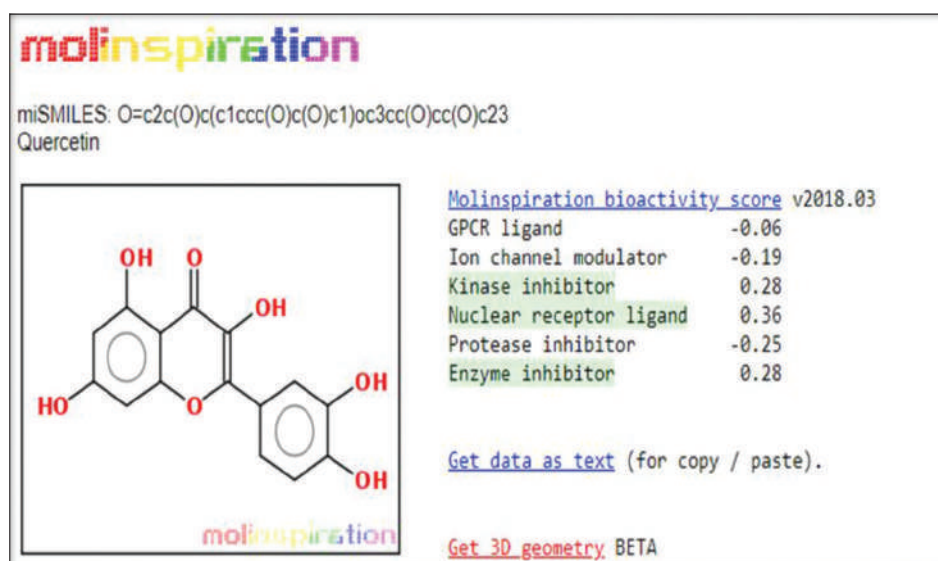 molinspiration
miSMILES: O=c2c(O)c(c1ccc(O)c(O)c1)oc3cc(O)cc(O)c23
Quercetin
OH O
OH
HO
O
OH
OH
molinspiration
Molinspiration bioactivity score v2018.03
GPCR ligand -0.06
Ion channel modulator -0.19
Kinase inhibitor 0.28
Nuclear receptor ligand 0.36
Protease inhibitor -0.25
Enzyme inhibitor 0.28
Get data as text (for copy / paste).
Get 3D geometry BETA